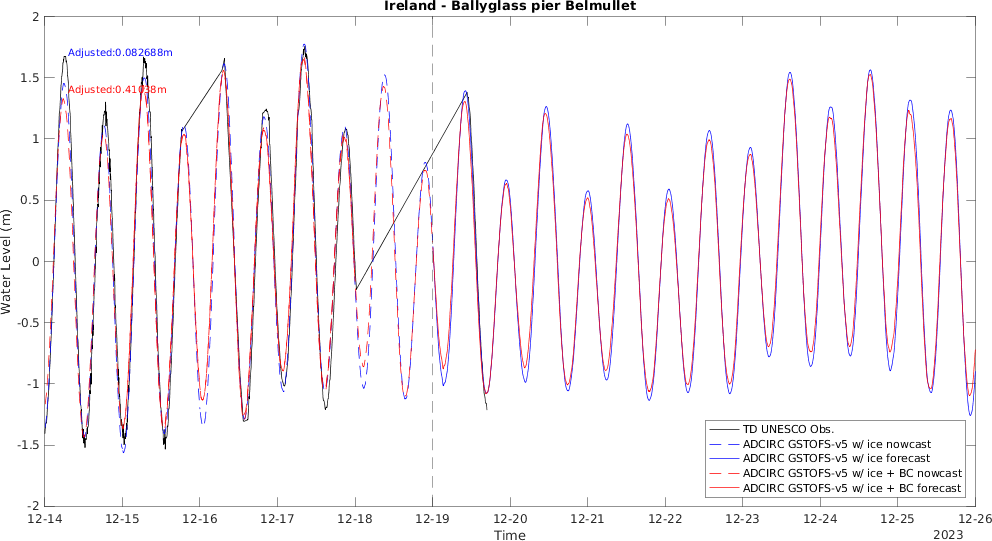 Ireland - Ballyglass pier Belmullet
Adjusted:0.082688m
Adjusted:0.41038m
Water Level (m)
2
1.5
1
0.5
0
-0.5
-1
-1.5
-2
12-14
12-15
12-16
12-17
12-18
12-19
12-20
12-21
12-22
12-23
12-24
12-25
12-26
Time
2023
TD UNESCO Obs.
ADCIRC GSTOFS-v5 w/ ice nowcast
ADCIRC GSTOFS-v5 w/ ice forecast
ADCIRC GSTOFS-v5 w/ ice + BC nowcast
ADCIRC GSTOFS-v5 w/ ice + BC forecast